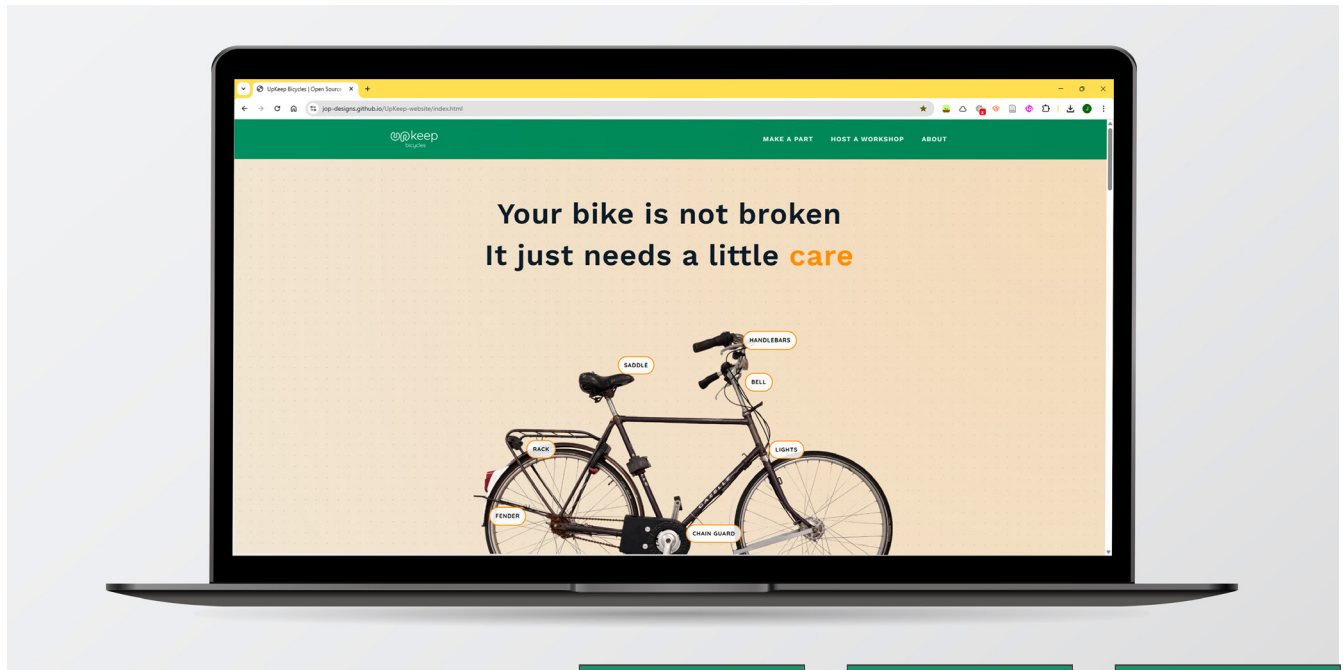 UpKeep Bicycles | Open Source
jop-designs.github.io/UpKeep-website/index.html
upkeep
bicycles
MAKE A PART HOST A WORKSHOP ABOUT
Your bike is not broken
It just needs a little care
HANDLEBARS
SADDLE
BELL
RACK
LIGHTS
GAZELLE
FENDER
CHAIN GUARD